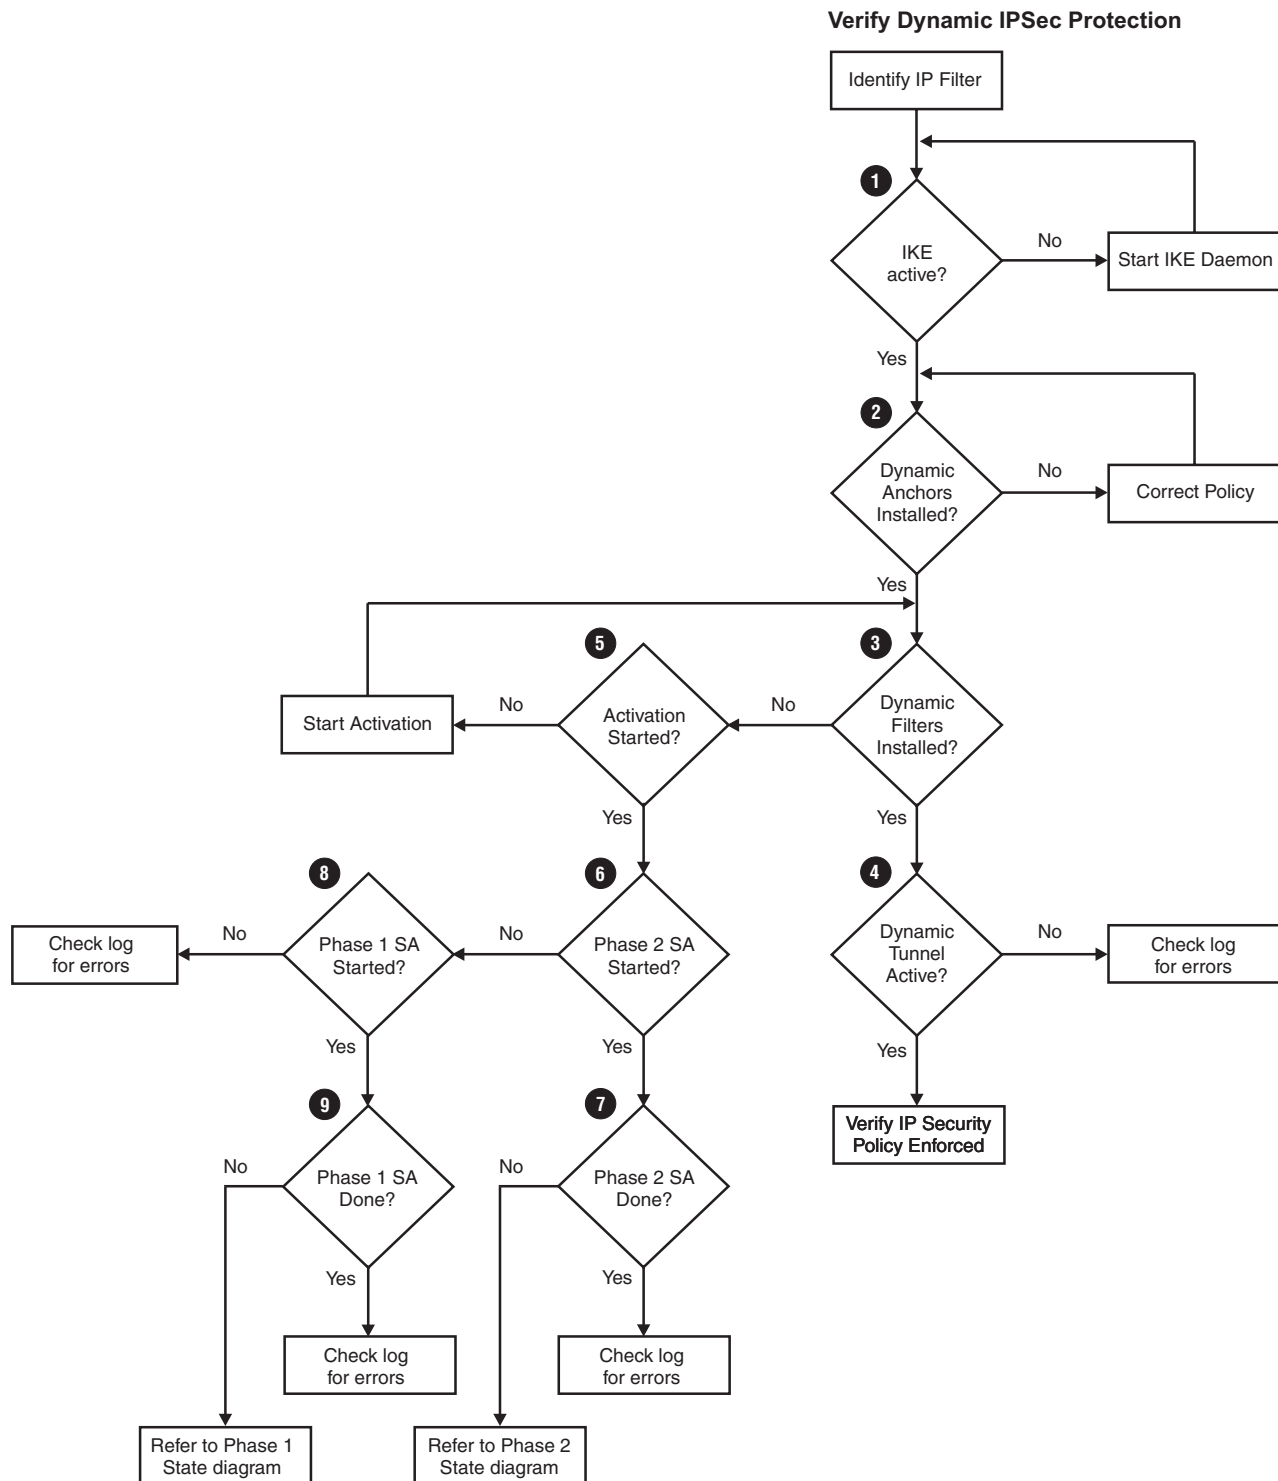 Verify Dynamic IPSec Protection
Identify IP Filter
1
IKE
active?
No
Start IKE Daemon
Yes
2
Dynamic
Anchors
Installed?
No
Correct Policy
Yes
3
Dynamic
Filters
Installed?
No
5
Activation
Started?
No
Start Activation
Yes
Yes
4
Dynamic
Tunnel
Active?
No
Check log
for errors
6
Phase 2 SA
Started?
No
8
Phase 1 SA
Started?
No
Check log
for errors
Yes
Yes
Yes
Verify IP Security
Policy Enforced
7
Phase 2 SA
Done?
No
9
Phase 1 SA
Done?
No
Yes
Yes
Check log
for errors
Check log
for errors
Refer to Phase 1
State diagram
Refer to Phase 2
State diagram